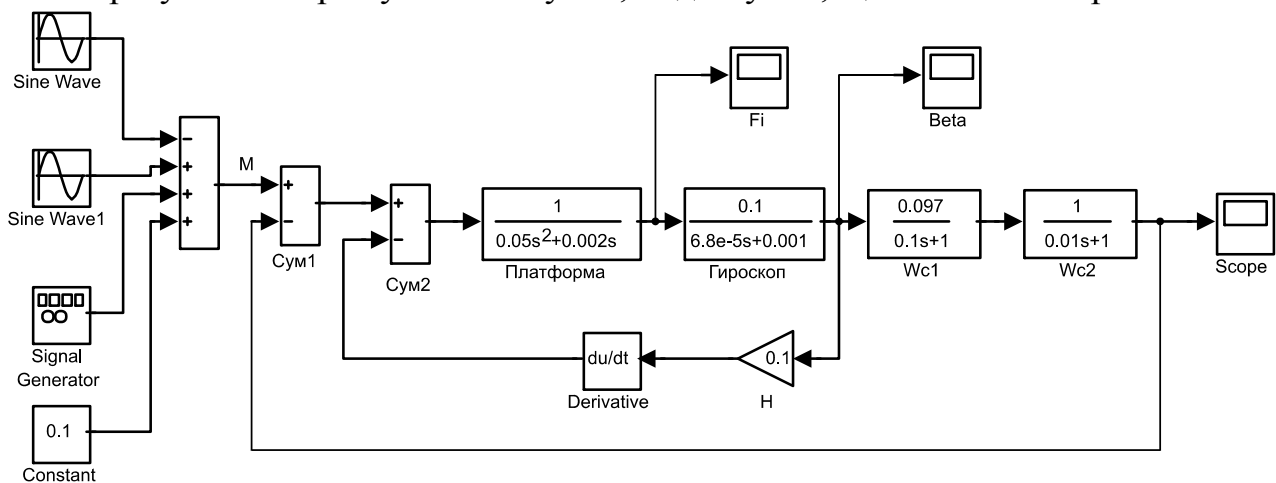 Sine Wave
Sine Wave1
Signal
Generator
0.1
Constant
−
+
+
+
M
+
−
Сум1
+
−
Сум2
1
0.05s2+0.002s
Платформа
Fi
0.1
6.8e-5s+0.001
Гироскоп
Beta
0.097
0.1s+1
Wc1
1
0.01s+1
Wc2
Scope
du/dt
Derivative
0.1
H